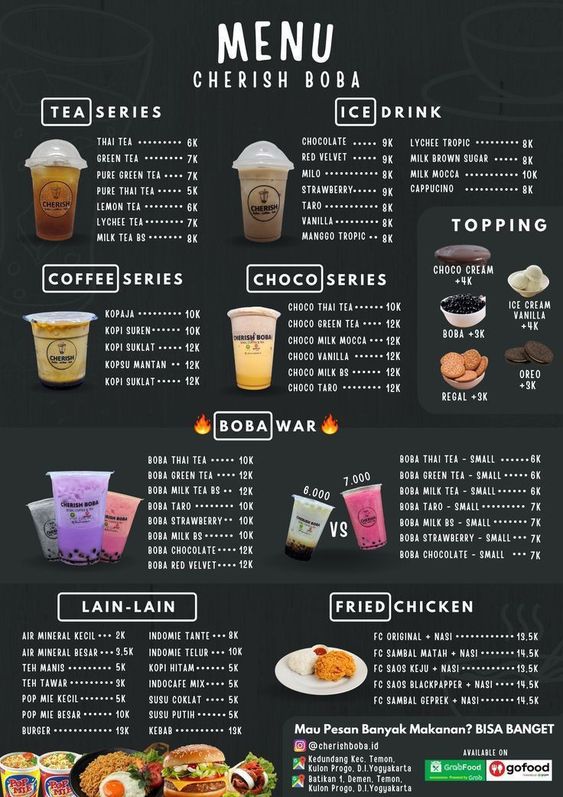 MENU
CHERISH BOBA
TEA SERIES
THAI TEA ......... 6K
GREEN TEA ....... 7K
PURE GREEN TEA .... 7K
PURE THAI TEA .... 5K
LEMON TEA ....... 6K
LYCHEE TEA ....... 7K
MILK TEA BS ...... 8K
ICE DRINK
CHOCOLATE ..... 9K
RED VELVET .... 9K
MILO ......... 8K
STRAWBERRY.... 9K
TARO ......... 8K
VANILLA ....... 8K
MANGGO TROPIC .. 8K
LYCHEE TROPIC ....... 8K
MILK BROWN SUGAR .... 8K
MILK MOCCA ........ 10K
CAPPUCINO ......... 8K
TOPPING
CHOCO CREAM
+4K
ICE CREAM
VANILLA
+4K
BOBA +3K
OREO
+3K
REGAL +3K
COFFEE SERIES
KOPAJA ........ 10K
KOPI SUREN..... 10K
KOPI SUKLAT .... 12K
KOPSU MANTAN .. 12K
KOPI SUKLAT.... 12K
CHOCO SERIES
CHOCO THAI TEA..... 10K
CHOCO GREEN TEA .... 12K
CHOCO MILK MOCCA ... 12K
CHOCO VANILLA .... 12K
CHOCO MILK BS .... 12K
CHOCO TARO ....... 12K
CHERISH
CHERISH
CHERISH
CHERISH BOBA
BOBA WAR
BOBA THAI TEA ..... 10K
BOBA GREEN TEA .... 12K
BOBA MILK TEA BS .. 12K
BOBA TARO ........ 10K
BOBA STRAWBERRY.. 10K
BOBA MILK BS..... 10K
BOBA CHOCOLATE.... 12K
BOBA RED VELVET.... 12K
CHERISH BOBA
6.000
VS
7.000
BOBA THAI TEA - SMALL ......6K
BOBA GREEN TEA - SMALL .....6K
BOBA MILK TEA - SMALL......6K
BOBA TARO - SMALL ........ 7K
BOBA MILK BS - SMALL ...... 7K
BOBA STRAWBERRY - SMALL ... 7K
BOBA CHOCOLATE - SMALL ... 7K
LAIN-LAIN
AIR MINERAL KECIL ... 2K
AIR MINERAL BESAR ... 3.5K
TEH MANIS ........ 5K
TEH TAWAR ........ 3K
POP MIE KECIL...... 5K
POP MIE BESAR ..... 10K
BURGER ......... 13K
INDOMIE TANTE ...8K
INDOMIE TELUR ... 10K
KOPI HITAM...... 5K
INDOCAFE MIX.... 5K
SUSU COKLAT .... 5K
SUSU PUTIH ...... 5K
KEBAB ......... 13K
FRIED CHICKEN
FC ORIGINAL + NASI ...........13.5K
FC SAMBAL MATAH + NASI .......14.5K
FC SAOS KEJU + NASI ..........13.5K
FC SAOS BLACKPAPPER + NASI ....14.5K
FC SAMBAL GEPREK + NASI .......14.5K
POP MIE
Mau Pesan Banyak Makanan? BISA BANGET
@cherishboba.id
Kedundang Kec. Temon,
Kulon Progo, D.I.Yogyakarta
Batikan 1, Demen, Temon,
Kulon Progo, D.I.Yogyakarta
AVAILABLE ON
GrabFood
gofood